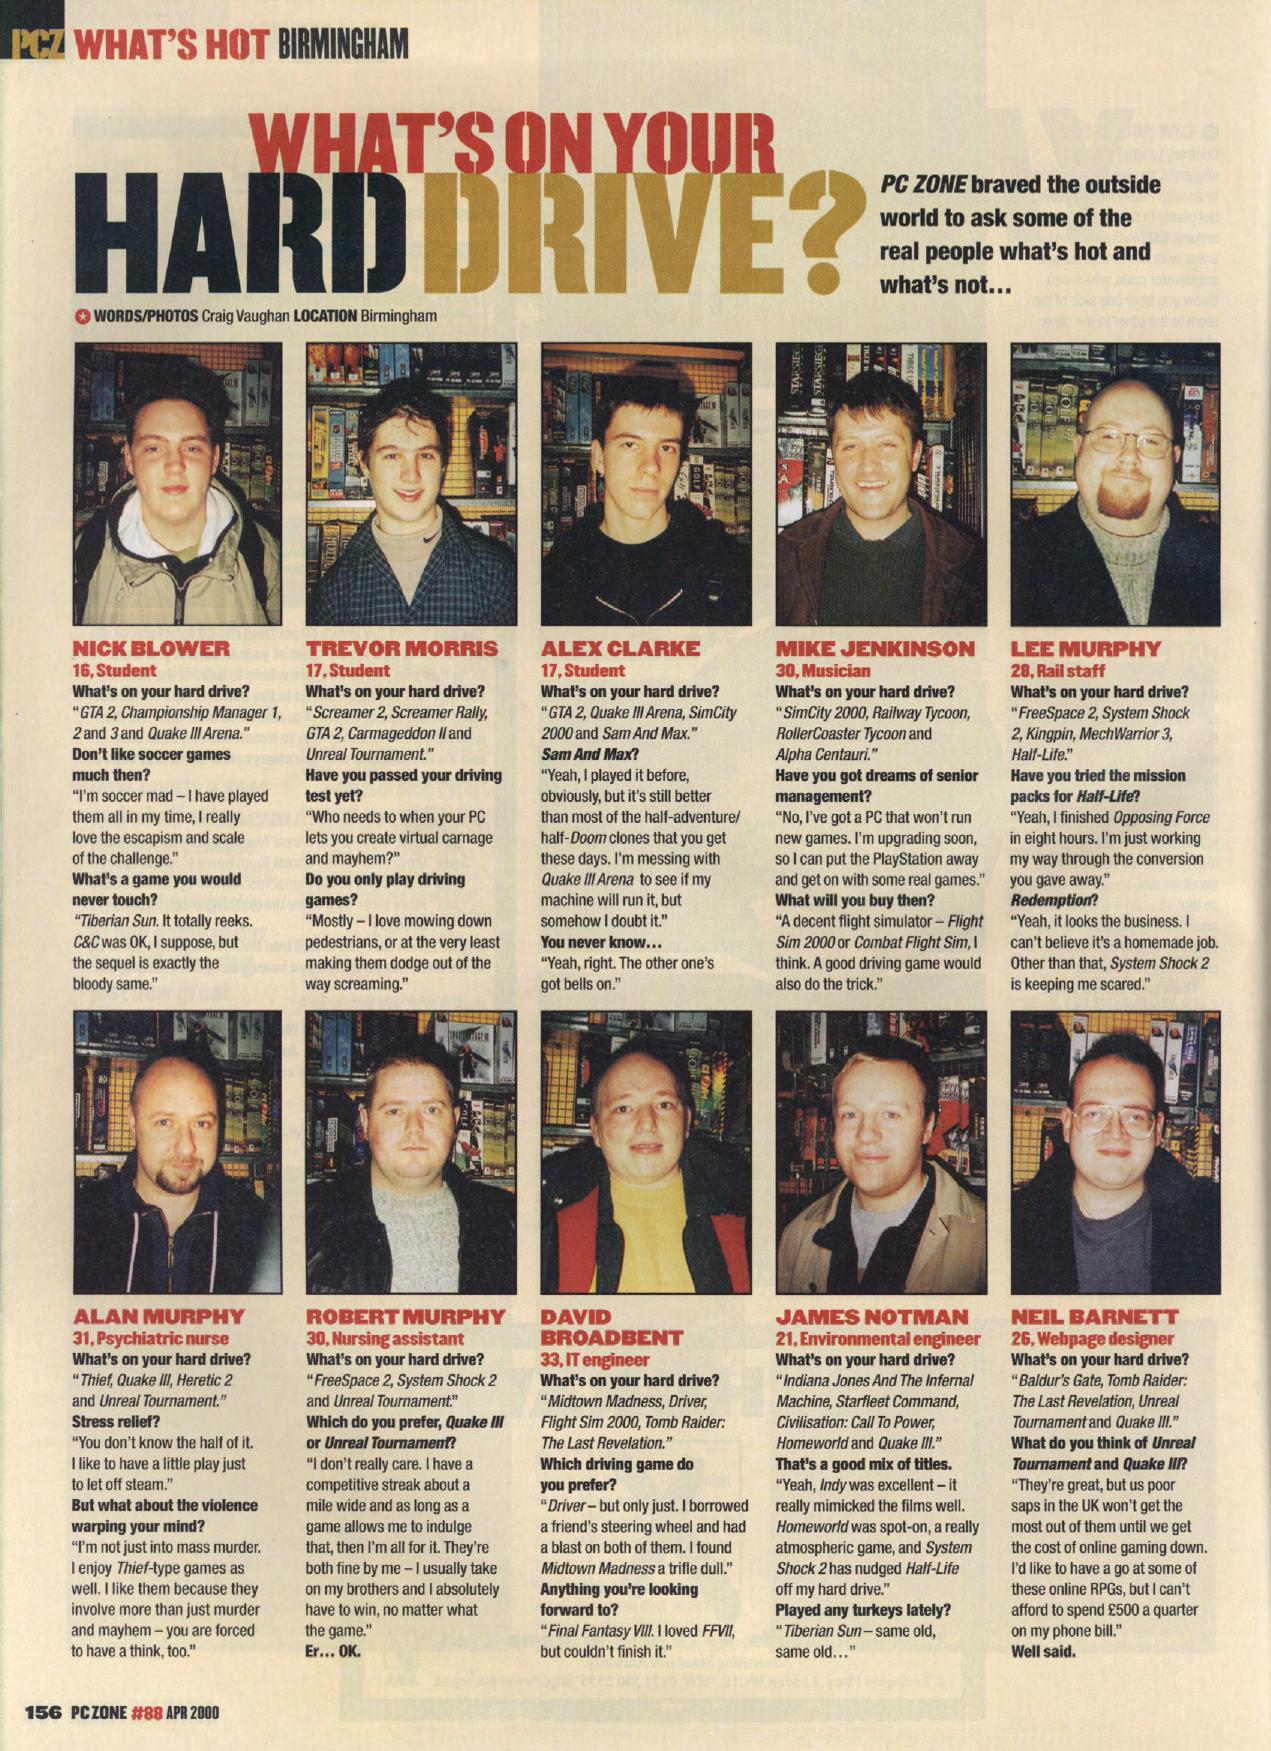 PCZ WHAT'S HOT BIRMINGHAM
WHAT'S ON YOUR
HARD DRIVE?
PC ZONE braved the outside
world to ask some of the
real people what's hot and
what's not...
WORDS/PHOTOS Craig Vaughan LOCATION Birmingham
NICK BLOWER
16, Student
What's on your hard drive?
"GTA 2, Championship Manager 1,
2 and 3 and Quake III Arena."
Don't like soccer games
much then?
"I'm soccer mad – I have played
them all in my time, I really
love the escapism and scale
of the challenge."
What's a game you would
never touch?
"Tiberian Sun. It totally reeks.
C&C was OK, I suppose, but
the sequel is exactly the
bloody same."
TREVOR MORRIS
17, Student
What's on your hard drive?
"Screamer 2, Screamer Rally,
GTA 2, Carmageddon II and
Unreal Tournament."
Have you passed your driving
test yet?
"Who needs to when your PC
lets you create virtual carnage
and mayhem?"
Do you only play driving
games?
"Mostly – I love mowing down
pedestrians, or at the very least
making them dodge out of the
way screaming."
ALEX CLARKE
17, Student
What's on your hard drive?
"GTA 2, Quake III Arena, SimCity
2000 and Sam And Max."
Sam And Max?
"Yeah, I played it before,
obviously, but it's still better
than most of the half-adventure/
half-Doom clones that you get
these days. I'm messing with
Quake III Arena to see if my
machine will run it, but
somehow I doubt it."
You never know...
"Yeah, right. The other one's
got bells on."
MIKE JENKINSON
30, Musician
What's on your hard drive?
"SimCity 2000, Railway Tycoon,
RollerCoaster Tycoon and
Alpha Centauri."
Have you got dreams of senior
management?
"No, I've got a PC that won't run
new games. I'm upgrading soon,
so I can put the PlayStation away
and get on with some real games."
What will you buy then?
"A decent flight simulator – Flight
Sim 2000 or Combat Flight Sim, I
think. A good driving game would
also do the trick."
LEE MURPHY
28, Rail staff
What's on your hard drive?
"FreeSpace 2, System Shock
2, Kingpin, MechWarrior 3,
Half-Life."
Have you tried the mission
packs for Half-Life?
"Yeah, I finished Opposing Force
in eight hours. I'm just working
my way through the conversion
you gave away."
Redemption?
"Yeah, it looks the business. I
can't believe it's a homemade job.
Other than that, System Shock 2
is keeping me scared."
ALAN MURPHY
31, Psychiatric nurse
What's on your hard drive?
"Thief, Quake III, Heretic 2
and Unreal Tournament."
Stress relief?
"You don't know the half of it.
I like to have a little play just
to let off steam."
But what about the violence
warping your mind?
"I'm not just into mass murder.
I enjoy Thief-type games as
well. I like them because they
involve more than just murder
and mayhem – you are forced
to have a think, too."
ROBERT MURPHY
30, Nursing assistant
What's on your hard drive?
"FreeSpace 2, System Shock 2
and Unreal Tournament."
Which do you prefer, Quake III
or Unreal Tournament?
"I don't really care. I have a
competitive streak about a
mile wide and as long as a
game allows me to indulge
that, then I'm all for it. They're
both fine by me – I usually take
on my brothers and I absolutely
have to win, no matter what
the game."
Er... OK.
DAVID
BROADBENT
33, IT engineer
What's on your hard drive?
"Midtown Madness, Driver,
Flight Sim 2000, Tomb Raider:
The Last Revelation."
Which driving game do
you prefer?
"Driver – but only just. I borrowed
a friend's steering wheel and had
a blast on both of them. I found
Midtown Madness a trifle dull."
Anything you're looking
forward to?
"Final Fantasy VIII. I loved FFVII,
but couldn't finish it."
JAMES NOTMAN
21, Environmental engineer
What's on your hard drive?
"Indiana Jones And The Infernal
Machine, Starfleet Command,
Civilisation: Call To Power,
Homeworld and Quake III."
That's a good mix of titles.
"Yeah, Indy was excellent – it
really mimicked the films well.
Homeworld was spot-on, a really
atmospheric game, and System
Shock 2 has nudged Half-Life
off my hard drive."
Played any turkeys lately?
"Tiberian Sun – same old,
same old..."
NEIL BARNETT
26, Webpage designer
What's on your hard drive?
"Baldur's Gate, Tomb Raider:
The Last Revelation, Unreal
Tournament and Quake III."
What do you think of Unreal
Tournament and Quake III?
"They're great, but us poor
saps in the UK won't get the
most out of them until we get
the cost of online gaming down.
I'd like to have a go at some of
these online RPGs, but I can't
afford to spend £500 a quarter
on my phone bill."
Well said.
156 PC ZONE #88 APR 2000